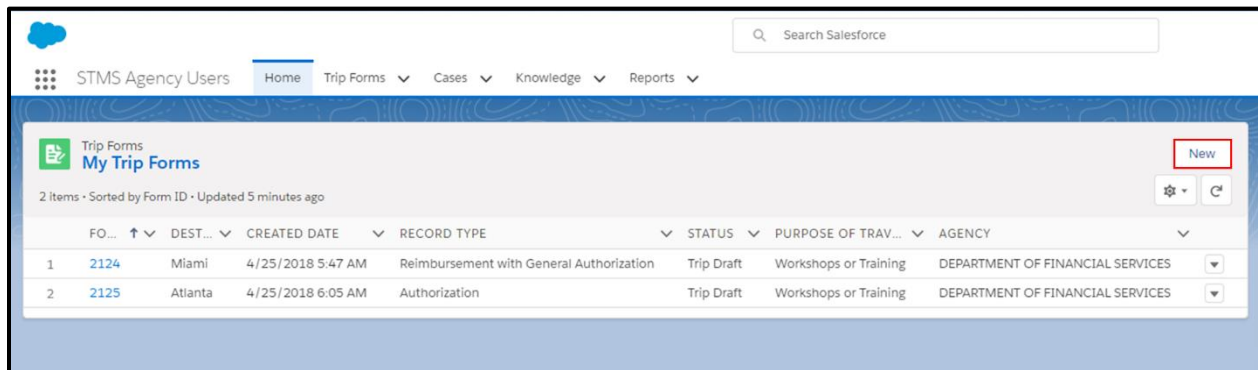 Search Salesforce
STMS Agency Users Home Trip Forms Cases Knowledge Reports
Trip Forms
My Trip Forms
New
2 items • Sorted by Form ID • Updated 5 minutes ago
FO... DEST... CREATED DATE RECORD TYPE STATUS PURPOSE OF TRAV... AGENCY
1 2124 Miami 4/25/2018 5:47 AM Reimbursement with General Authorization Trip Draft Workshops or Training DEPARTMENT OF FINANCIAL SERVICES
2 2125 Atlanta 4/25/2018 6:05 AM Authorization Trip Draft Workshops or Training DEPARTMENT OF FINANCIAL SERVICES